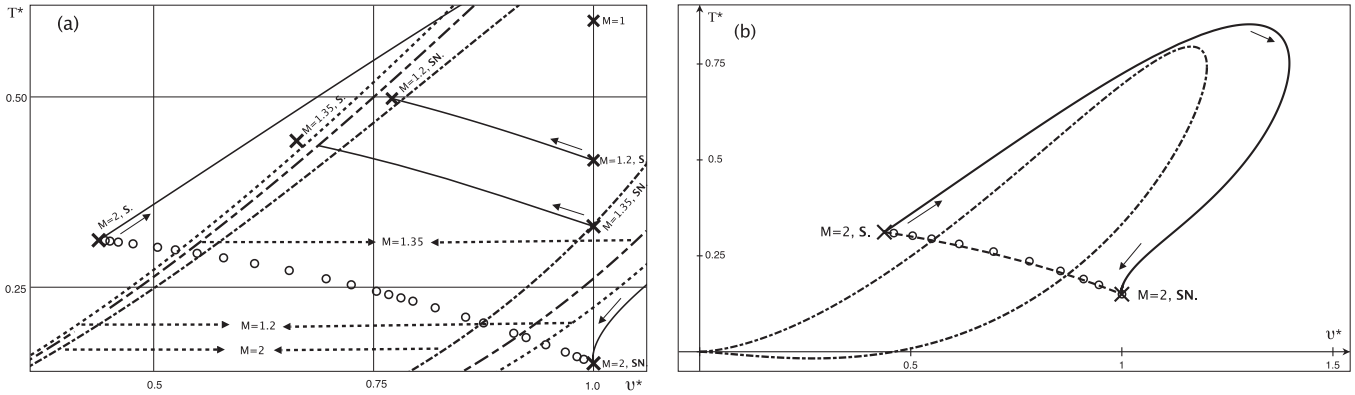 T*
(a)
M=1
M=1.2, SN.
M=1.35, S.
0.50
M=1.2, S
M=2, S.
M=1.35, SN.
M=1.35
0.25
M=1.2
M=2
M=2, SN
0.5
0.75
1.0
υ*
T*
(b)
0.75
0.5
M=2, S.
0.25
M=2, SN.
υ*
0.5
1
1.5